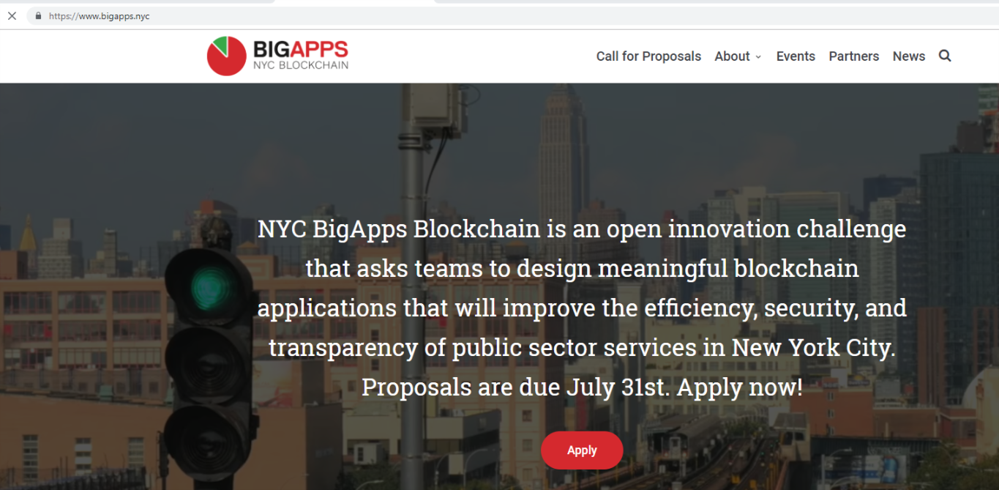 https://www.bigapps.nyc
BIGAPPS
NYC BLOCKCHAIN
Call for Proposals About Events Partners News
NYC BigApps Blockchain is an open innovation challenge
that asks teams to design meaningful blockchain
applications that will improve the efficiency, security, and
transparency of public sector services in New York City.
Proposals are due July 31st. Apply now!
Apply